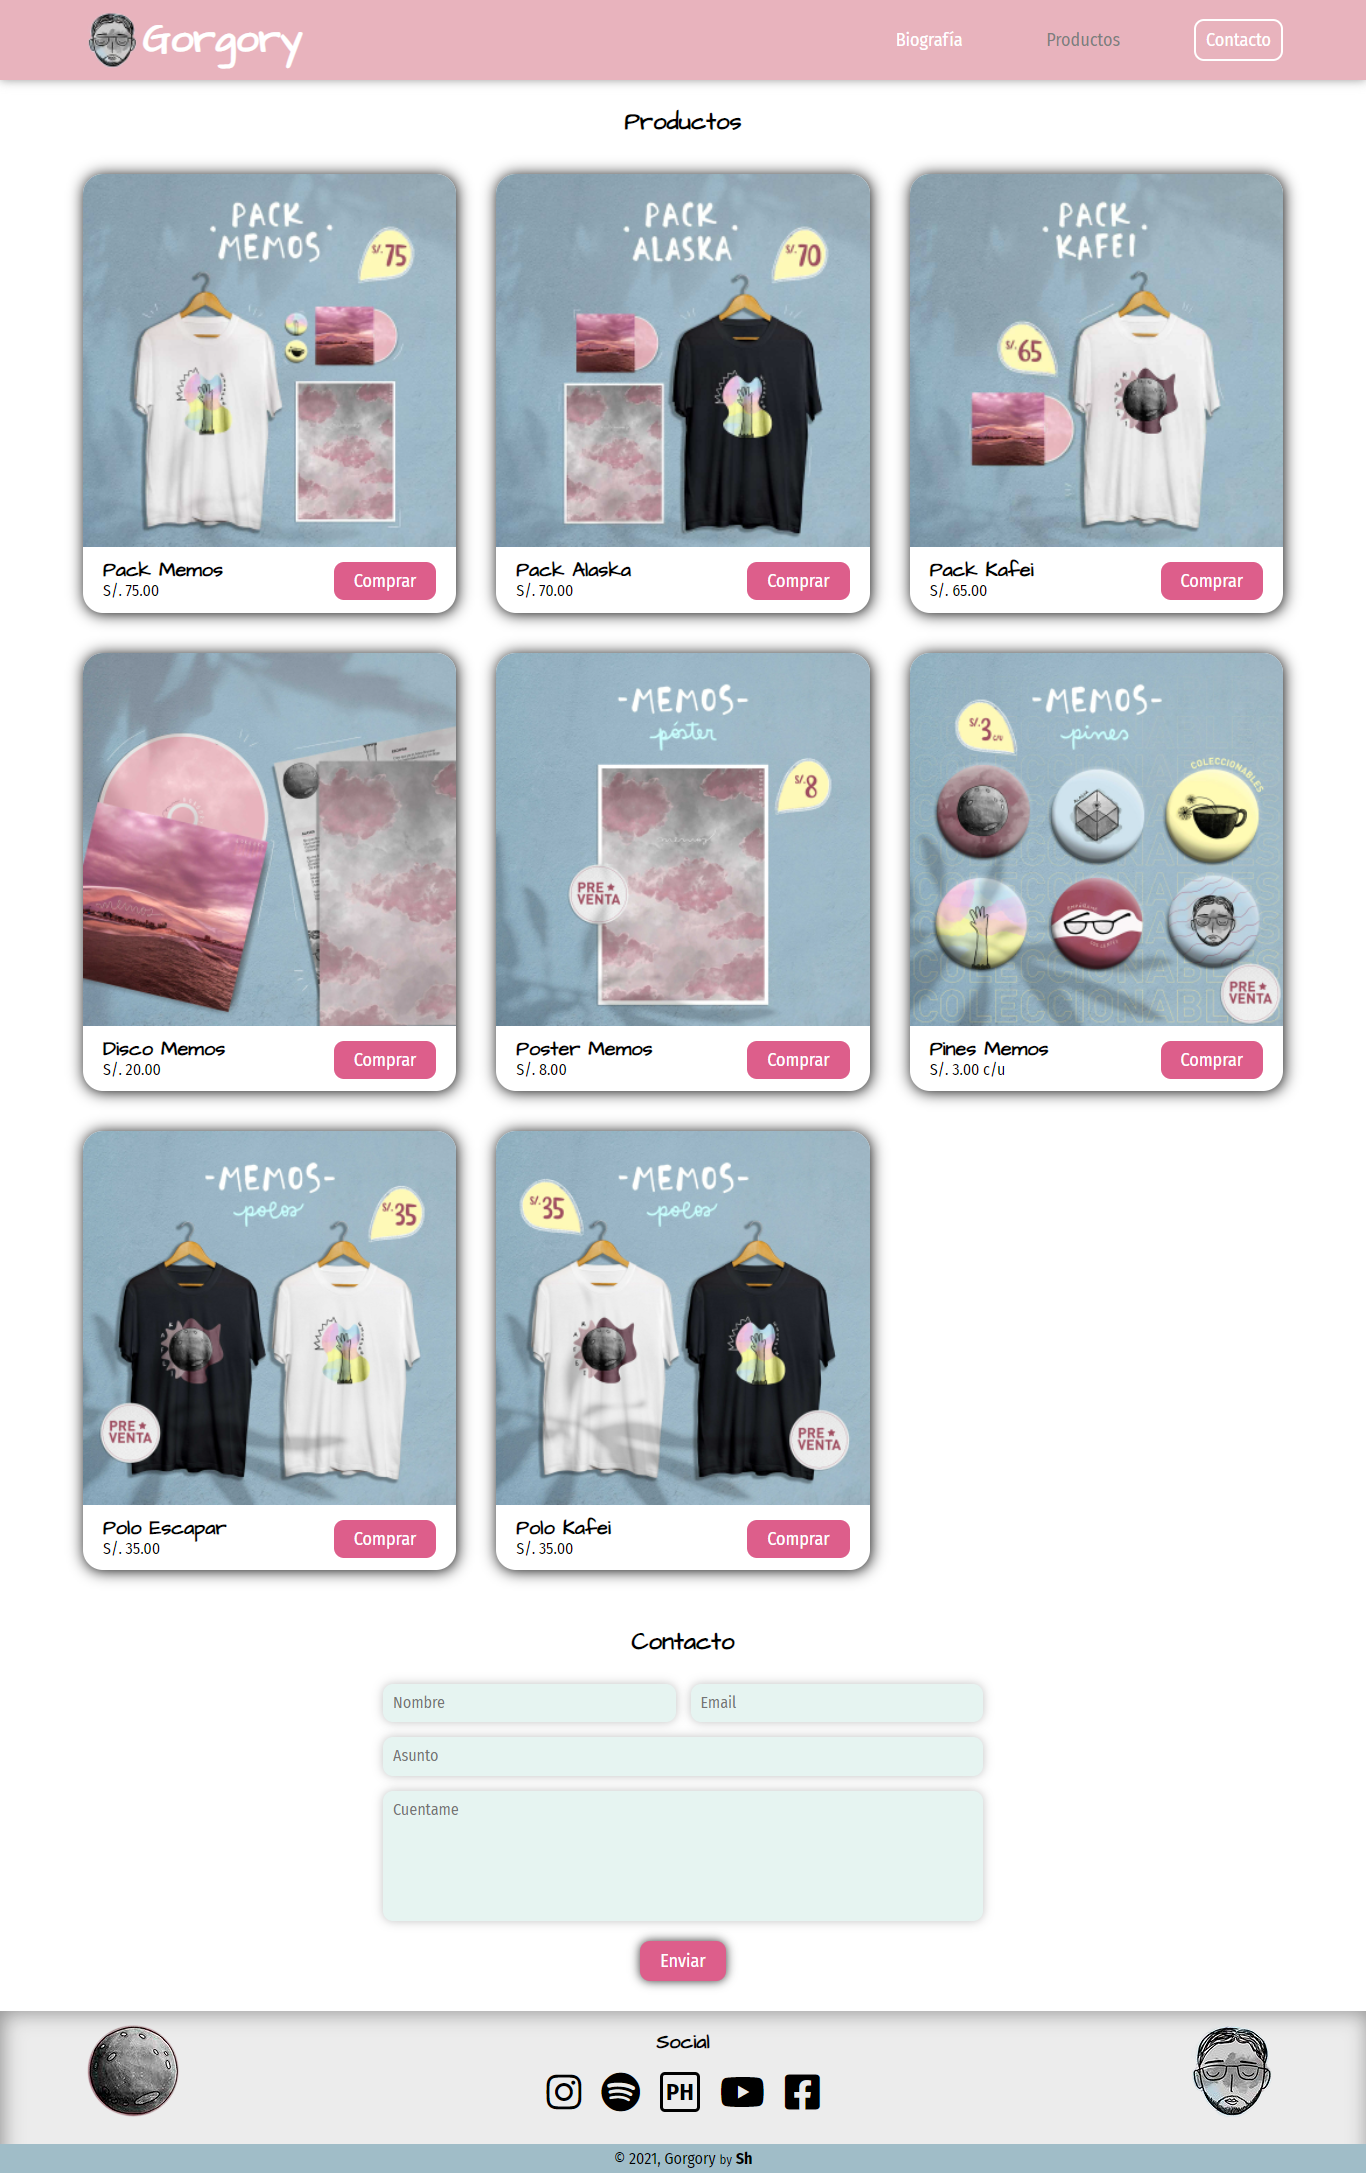 Gorgory
Biografía
Productos
Contacto
Productos
PACK
MEMOS
S/.75
PACK
ALASKA
S/.70
PACK
KAFEI
S/.65
Pack Memos
S/. 75.00
Comprar
Pack Alaska
S/. 70.00
Comprar
Pack Kafei
S/. 65.00
Comprar
-MEMOS-
póster
S/.8
PRE
VENTA
-MEMOS-
pines
S/.3 c/u
COLECCIONABLES
COLECCIONABLES
COLECCIONABLES
PRE
VENTA
Disco Memos
S/. 20.00
Comprar
Poster Memos
S/. 8.00
Comprar
Pines Memos
S/. 3.00 c/u
Comprar
-MEMOS-
polos
S/.35
PRE
VENTA
-MEMOS-
polos
S/.35
PRE
VENTA
Polo Escapar
S/. 35.00
Comprar
Polo Kafei
S/. 35.00
Comprar
Contacto
Nombre
Email
Asunto
Cuentame
Enviar
Social
PH
© 2021, Gorgory by Sh